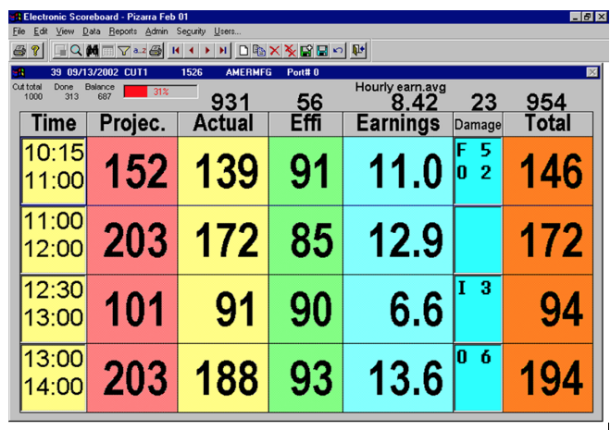 Electronic Scoreboard - Pizarra Feb 01
File Edit View Data Reports Admin Segurity Users...
a..z
39 09/13/2002 CUT1 1526 AMERMFG Port# 0
Cut total Done Balance Hourly earn.avg
1000 313 687 31% 931 56 8.42 23 954
Time Projec. Actual Effi Earnings Damage Total
10:15 11:00 152 139 91 11.0 F 5 O 2 146
11:00 12:00 203 172 85 12.9 172
12:30 13:00 101 91 90 6.6 I 3 94
13:00 14:00 203 188 93 13.6 O 6 194